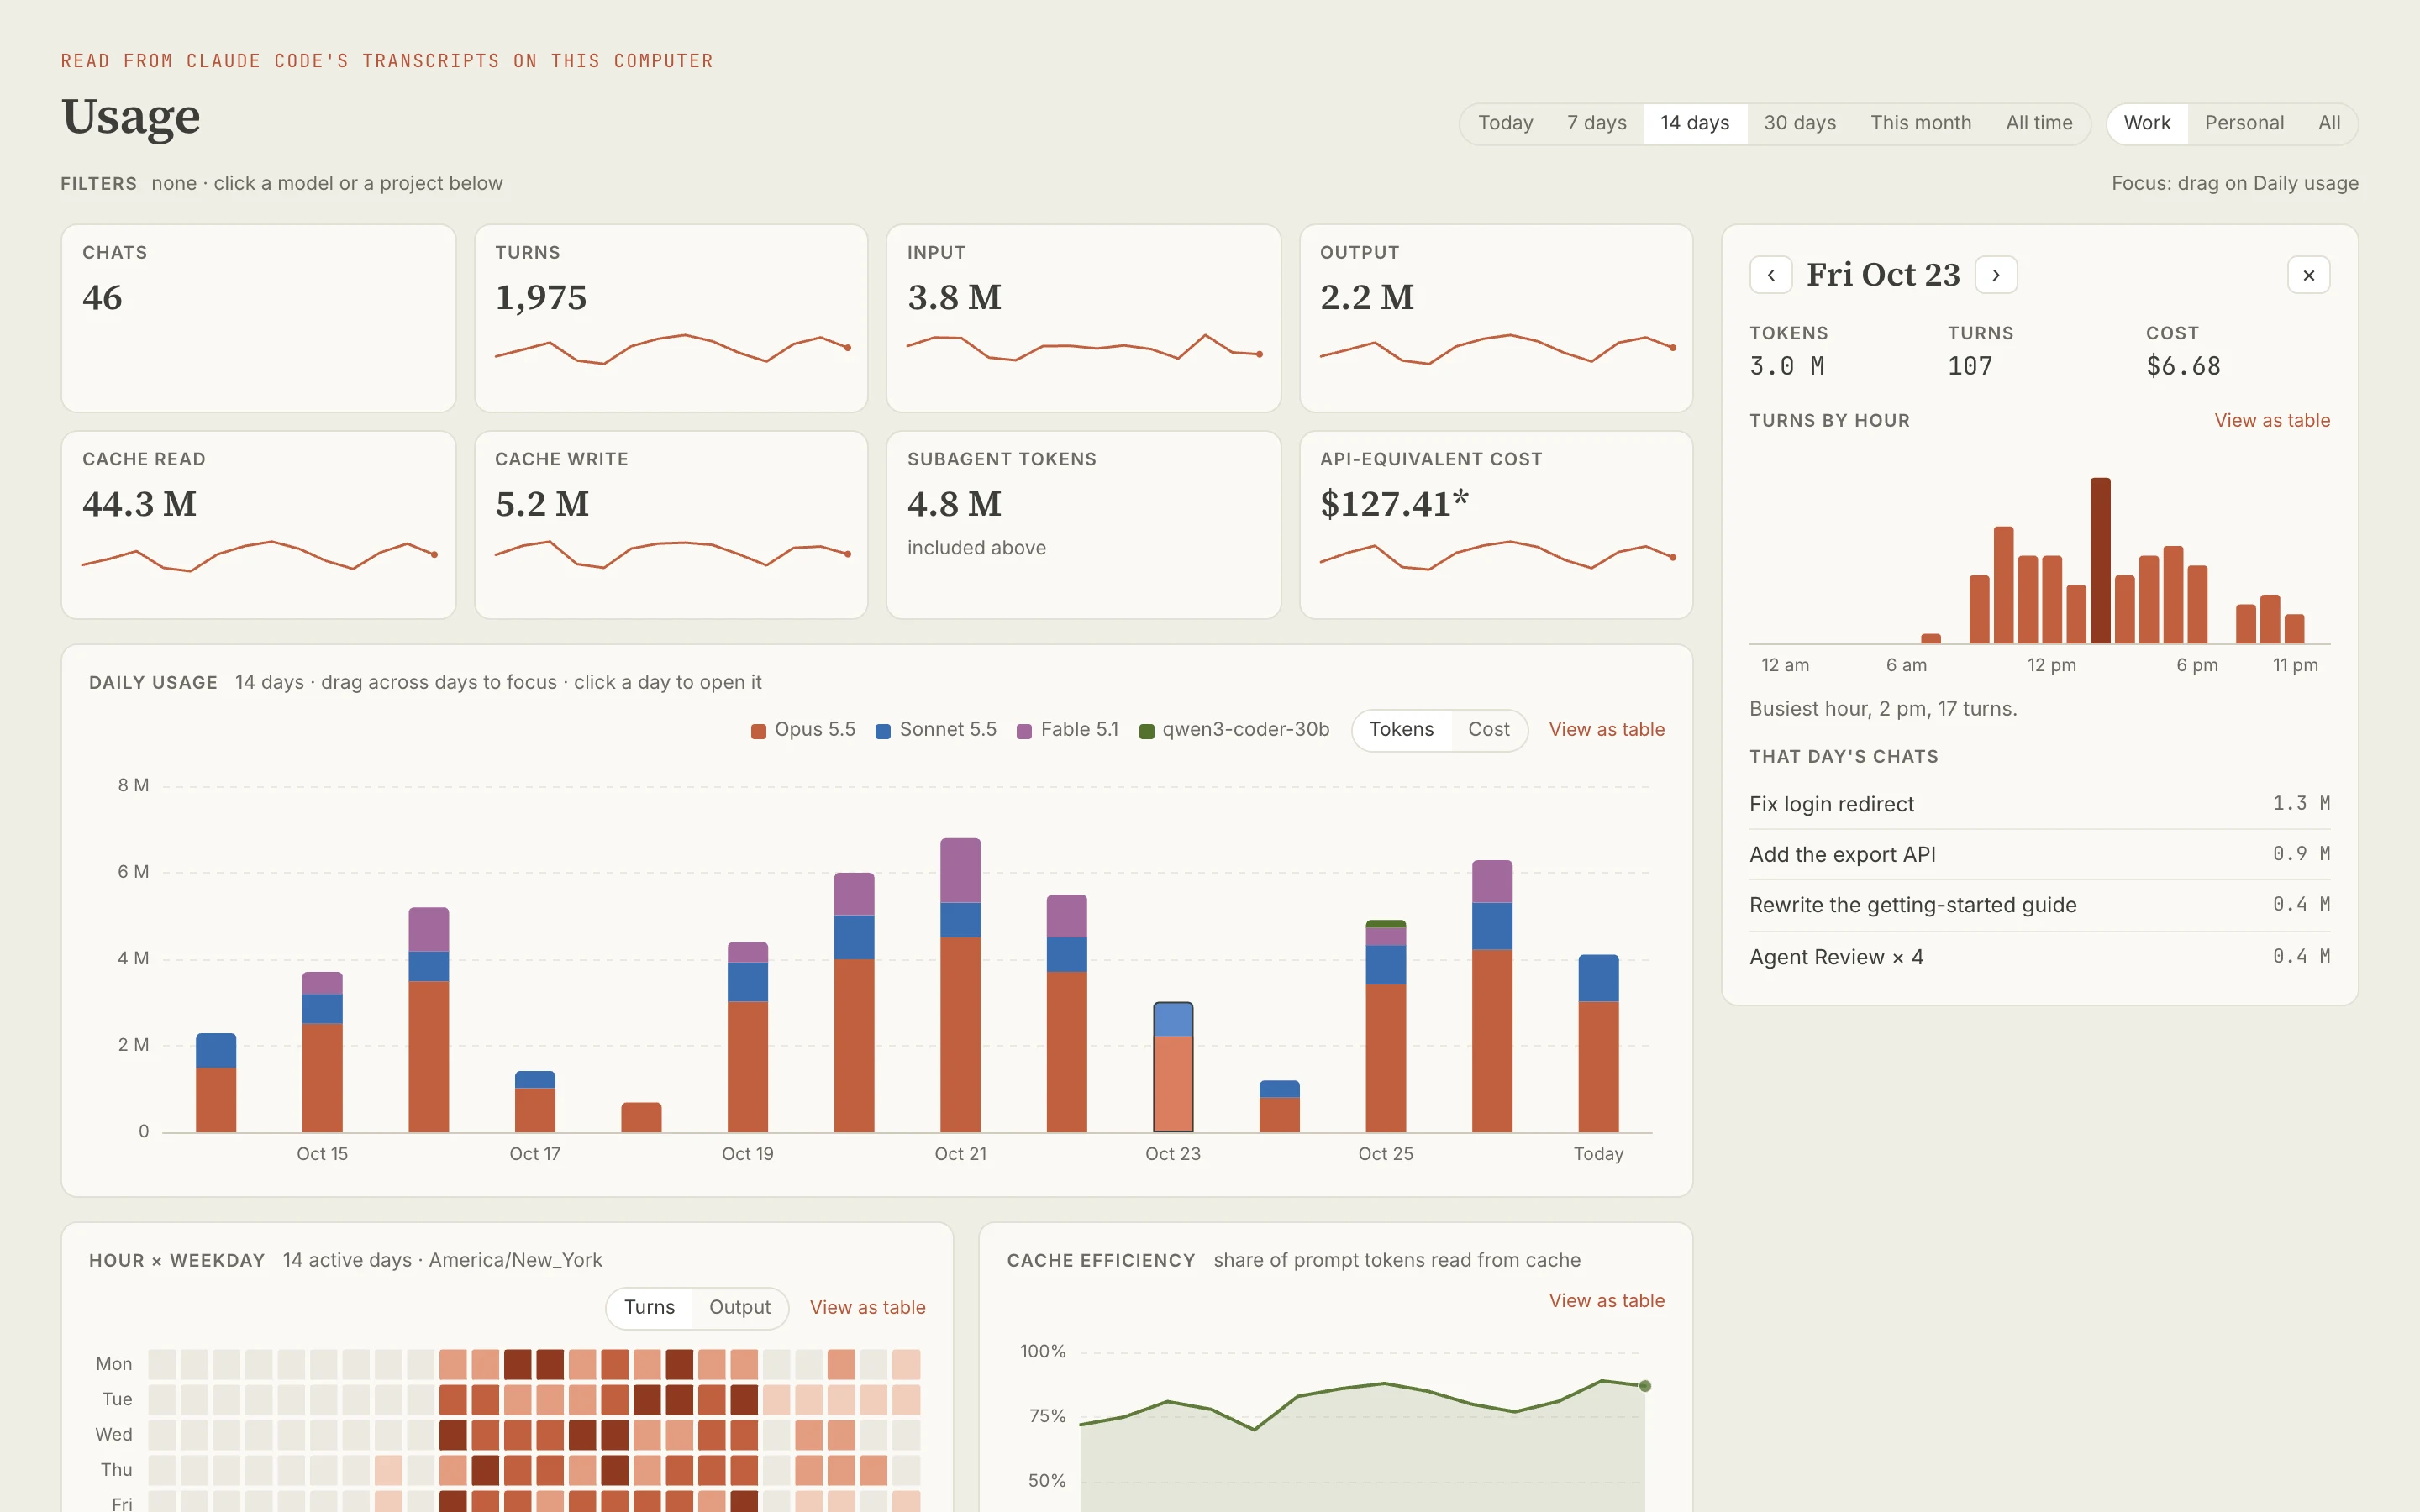 READ FROM CLAUDE CODE'S TRANSCRIPTS ON THIS COMPUTER
Usage
Today 7 days 14 days 30 days This month All time Work Personal All
FILTERS none · click a model or a project below
Focus: drag on Daily usage
CHATS
46
TURNS
1,975
INPUT
3.8 M
OUTPUT
2.2 M
CACHE READ
44.3 M
CACHE WRITE
5.2 M
SUBAGENT TOKENS
4.8 M
included above
API-EQUIVALENT COST
$127.41*
DAILY USAGE 14 days · drag across days to focus · click a day to open it
Opus 5.5 Sonnet 5.5 Fable 5.1 qwen3-coder-30b Tokens Cost View as table
8 M
6 M
4 M
2 M
0
Oct 15 Oct 17 Oct 19 Oct 21 Oct 23 Oct 25 Today
HOUR × WEEKDAY 14 active days · America/New_York
Turns Output View as table
Mon
Tue
Wed
Thu
Fri
CACHE EFFICIENCY share of prompt tokens read from cache
View as table
100%
75%
50%
‹ Fri Oct 23 › ×
TOKENS TURNS COST
3.0 M 107 $6.68
TURNS BY HOUR View as table
12 am 6 am 12 pm 6 pm 11 pm
Busiest hour, 2 pm, 17 turns.
THAT DAY'S CHATS
Fix login redirect 1.3 M
Add the export API 0.9 M
Rewrite the getting-started guide 0.4 M
Agent Review × 4 0.4 M